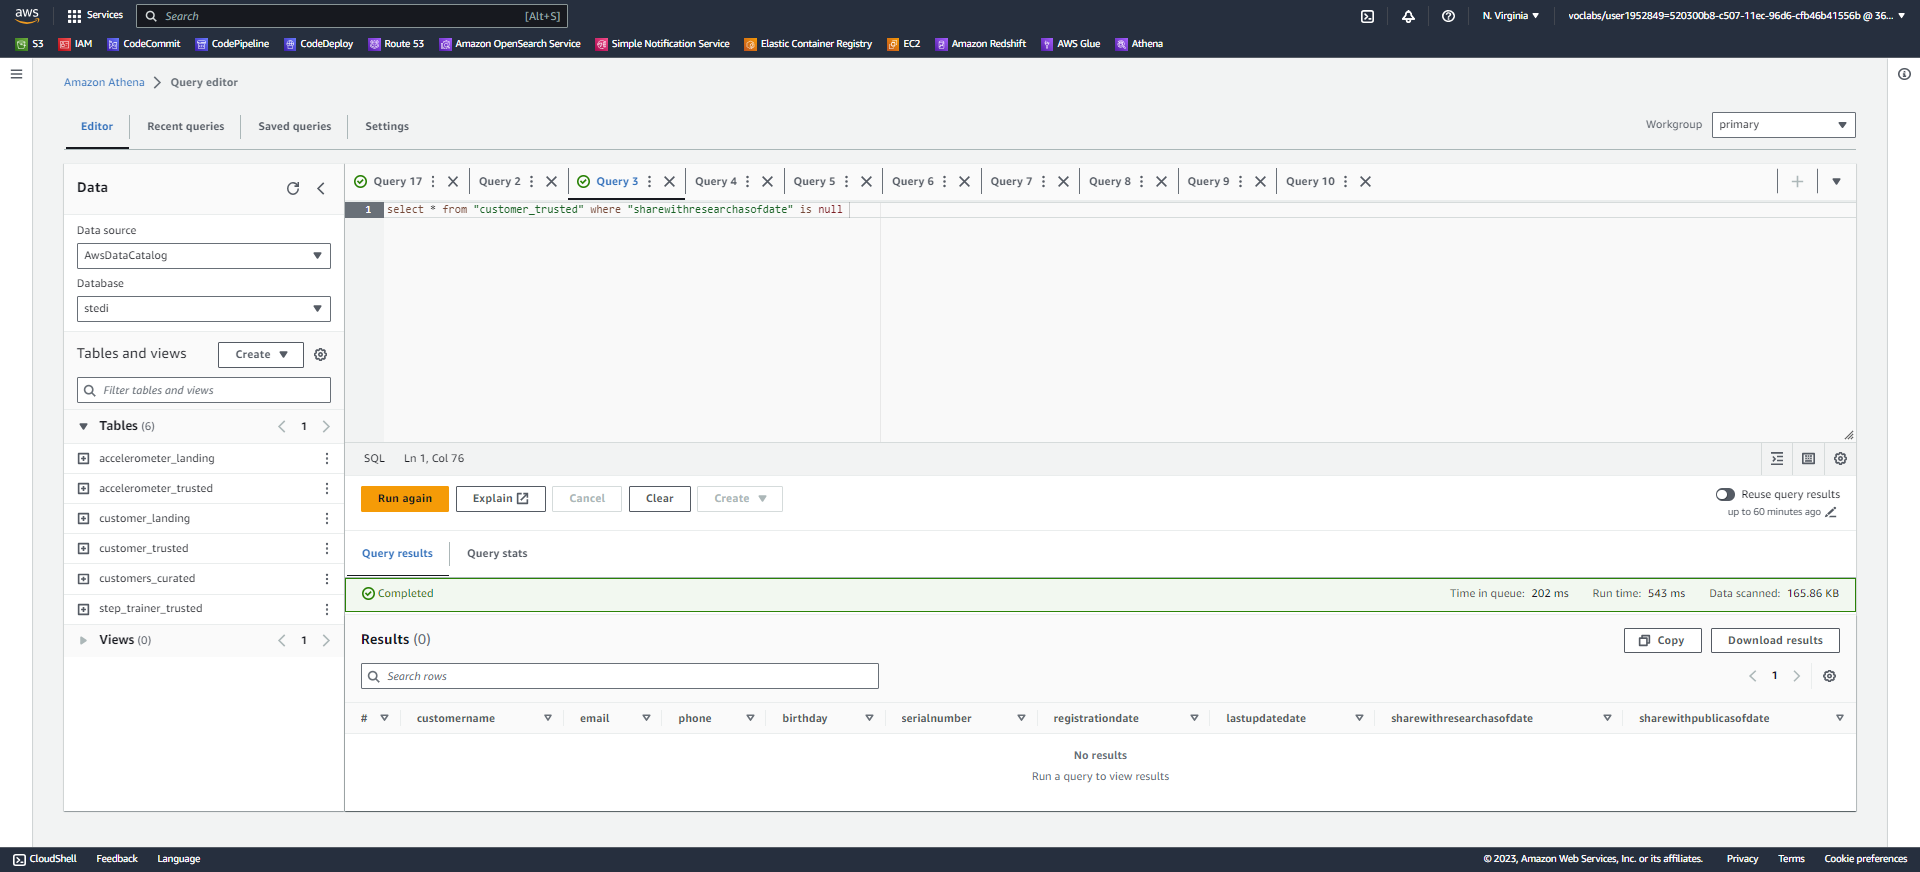 aws Services Search [Alt+S] N. Virginia voclabs/user1952849=520300b8-c507-11ec-96d6-cfb46b41556b @ 36...
S3 IAM CodeCommit CodePipeline CodeDeploy Route 53 Amazon OpenSearch Service Simple Notification Service Elastic Container Registry EC2 Amazon Redshift AWS Glue Athena
Amazon Athena Query editor
Editor Recent queries Saved queries Settings Workgroup primary
Data
Data source
AwsDataCatalog
Database
stedi
Tables and views Create
Filter tables and views
Tables (6) 1
accelerometer_landing
accelerometer_trusted
customer_landing
customer_trusted
customers_curated
step_trainer_trusted
Views (0) 1
Query 17 Query 2 Query 3 Query 4 Query 5 Query 6 Query 7 Query 8 Query 9 Query 10
1 select * from "customer_trusted" where "sharewithresearchasofdate" is null
SQL Ln 1, Col 76
Run again Explain Cancel Clear Create Reuse query results
up to 60 minutes ago
Query results Query stats
Completed Time in queue: 202 ms Run time: 543 ms Data scanned: 165.86 KB
Results (0) Copy Download results
Search rows 1
# customername email phone birthday serialnumber registrationdate lastupdatedate sharewithresearchasofdate sharewithpublicasofdate
No results
Run a query to view results
CloudShell Feedback Language © 2023, Amazon Web Services, Inc. or its affiliates. Privacy Terms Cookie preferences